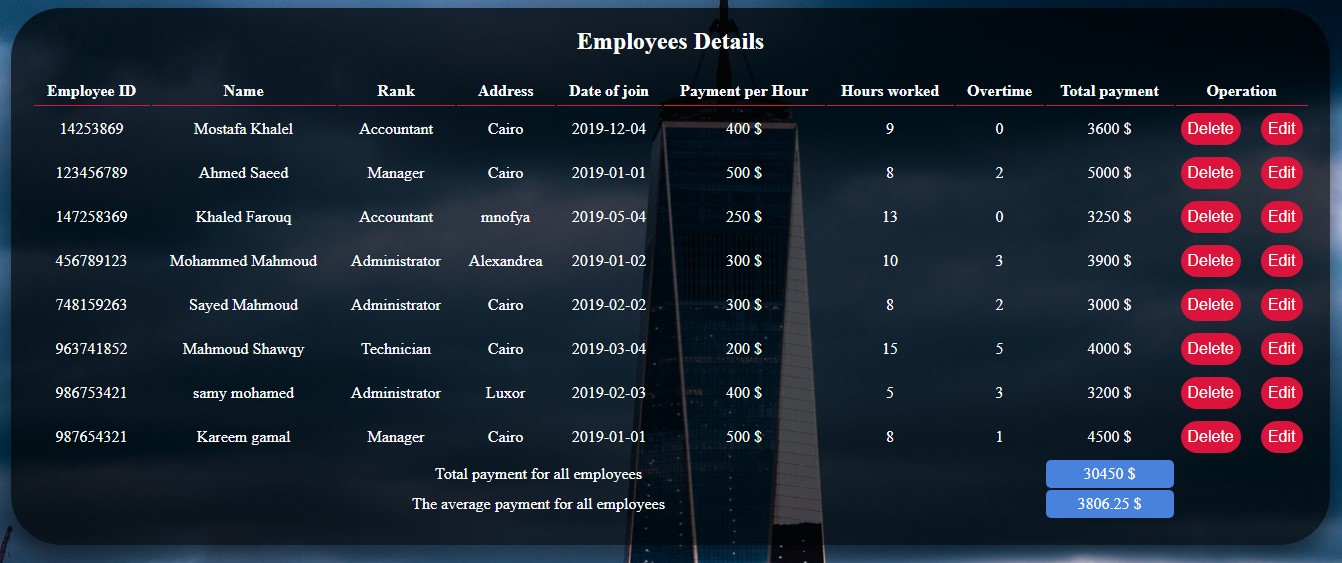 Employees Details
Employee ID Name Rank Address Date of join Payment per Hour Hours worked Overtime Total payment Operation
14253869 Mostafa Khalel Accountant Cairo 2019-12-04 400 $ 9 0 3600 $ Delete Edit
123456789 Ahmed Saeed Manager Cairo 2019-01-01 500 $ 8 2 5000 $ Delete Edit
147258369 Khaled Farouq Accountant mnofya 2019-05-04 250 $ 13 0 3250 $ Delete Edit
456789123 Mohammed Mahmoud Administrator Alexandrea 2019-01-02 300 $ 10 3 3900 $ Delete Edit
748159263 Sayed Mahmoud Administrator Cairo 2019-02-02 300 $ 8 2 3000 $ Delete Edit
963741852 Mahmoud Shawqy Technician Cairo 2019-03-04 200 $ 15 5 4000 $ Delete Edit
986753421 samy mohamed Administrator Luxor 2019-02-03 400 $ 5 3 3200 $ Delete Edit
987654321 Kareem gamal Manager Cairo 2019-01-01 500 $ 8 1 4500 $ Delete Edit
Total payment for all employees 30450 $
The average payment for all employees 3806.25 $